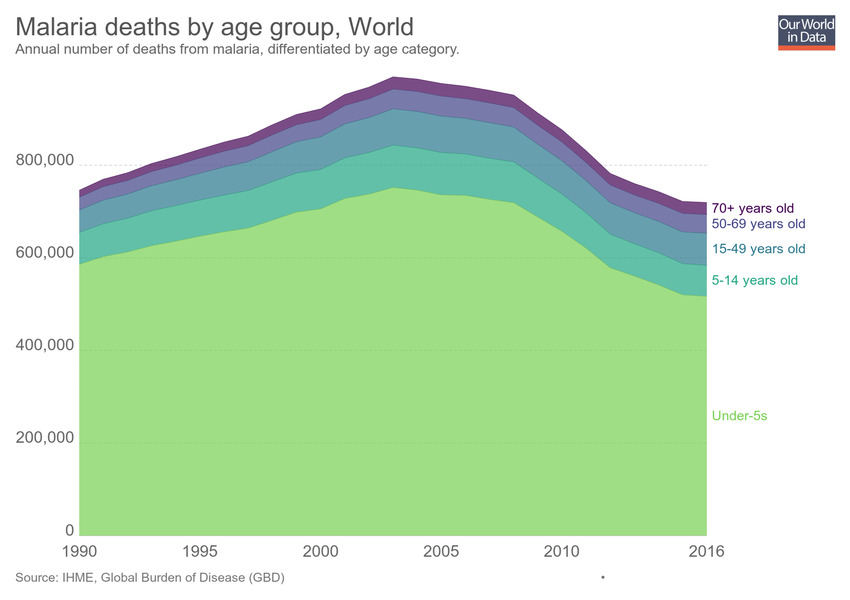 Malaria deaths by age group, World
Annual number of deaths from malaria, differentiated by age category.
Our World
in Data
800,000
600,000
400,000
200,000
0
70+ years old
50-69 years old
15-49 years old
5-14 years old
Under-5s
1990 1995 2000 2005 2010 2016
Source: IHME, Global Burden of Disease (GBD)